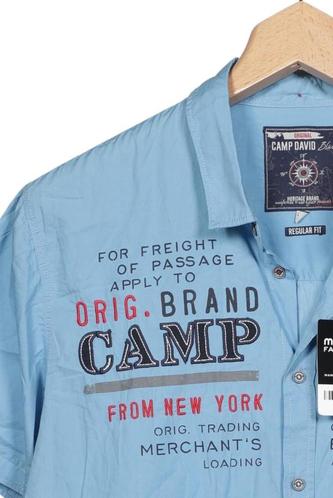 ORIGINAL
CAMP DAVID
HERITAGE BRAND
REGULAR FIT
FOR FREIGHT
OF PASSAGE
APPLY TO
ORIG. BRAND
CAMP
FROM NEW YORK
ORIG. TRADING
MERCHANT'S
LOADING